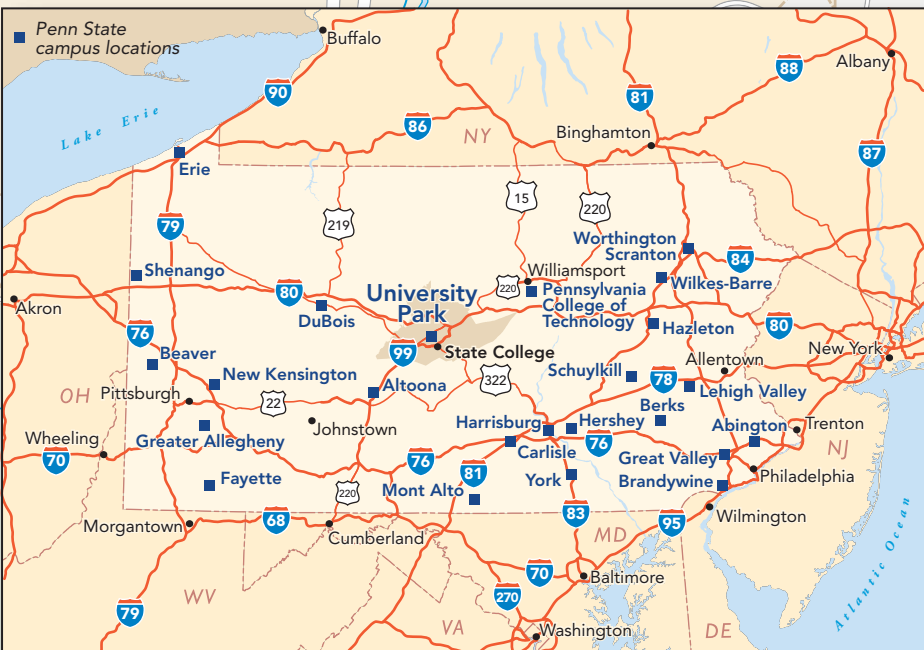 Penn State
campus locations
Buffalo
Albany
88
90
81
86
NY
Binghamton
87
Lake Erie
Erie
15
220
219
79
Worthington
Scranton
84
Shenango
Williamsport
Wilkes-Barre
80
220
Pennsylvania
College of
Technology
University
Park
Akron
DuBois
Hazleton
80
76
99
State College
New York
Beaver
Allentown
Schuylkill
78
322
New Kensington
Altoona
Lehigh Valley
OH
Pittsburgh
22
Berks
Johnstown
Harrisburg
Hershey
Abington
Trenton
Wheeling
Greater Allegheny
76
NJ
70
76
Carlisle
Great Valley
81
Fayette
York
Philadelphia
220
Mont Alto
Brandywine
Morgantown
68
83
95
Wilmington
Cumberland
MD
Atlantic Ocean
70
Baltimore
WV
270
79
VA
Washington
DE